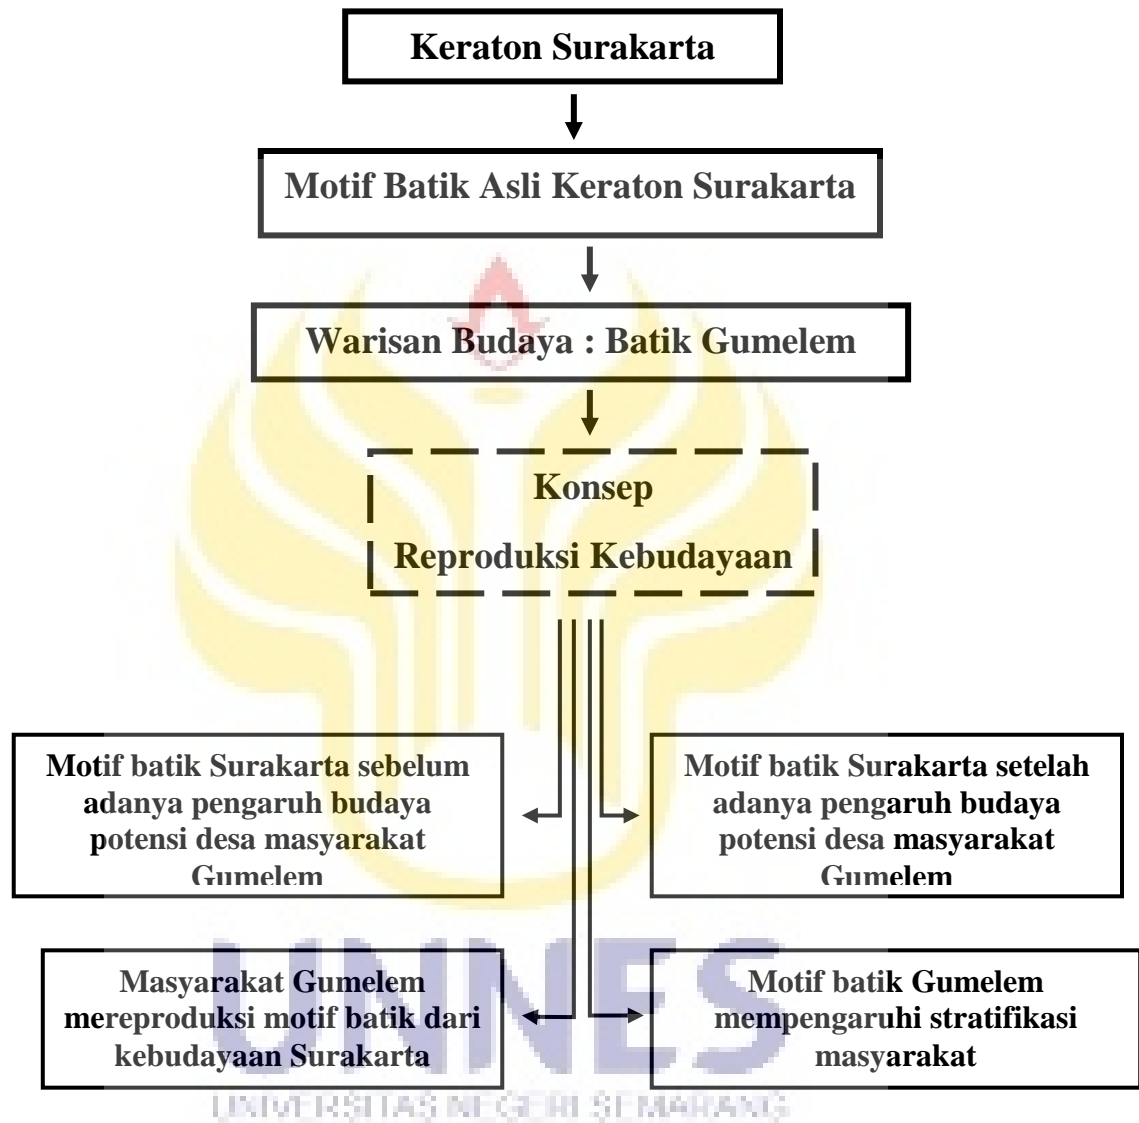 Keraton Surakarta
Motif Batik Asli Keraton Surakarta
Warisan Budaya : Batik Gumelem
Konsep
Reproduksi Kebudayaan
Motif batik Surakarta sebelum
adanya pengaruh budaya
potensi desa masyarakat
Gumelem
Motif batik Surakarta setelah
adanya pengaruh budaya
potensi desa masyarakat
Gumelem
Masyarakat Gumelem
mereproduksi motif batik dari
kebudayaan Surakarta
Motif batik Gumelem
mempengaruhi stratifikasi
masyarakat
UNNES
UNIVERSITAS NEGERI SEMARANG